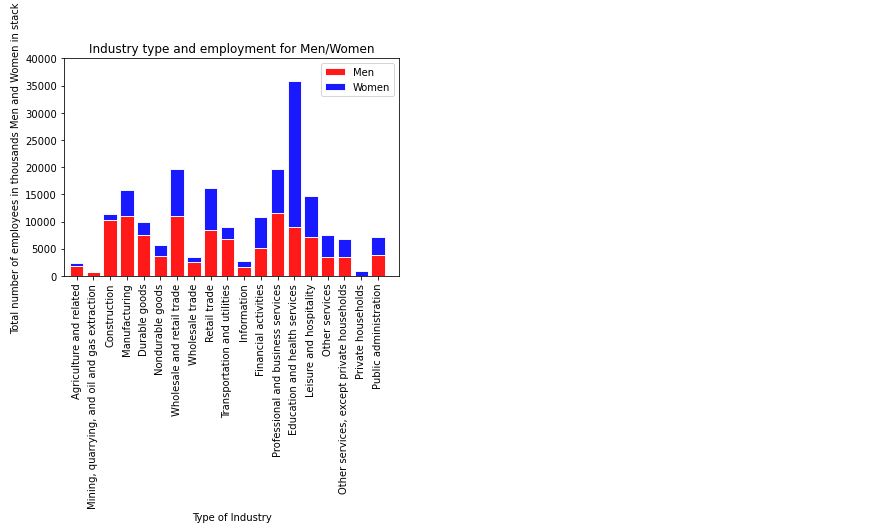 Industry type and employment for Men/Women
Total number of employees in thousands Men and Women in stack
40000
35000
30000
25000
20000
15000
10000
5000
0
Men
Women
Agriculture and related
Mining, quarrying, and oil and gas extraction
Construction
Manufacturing
Durable goods
Nondurable goods
Wholesale and retail trade
Wholesale trade
Retail trade
Transportation and utilities
Information
Financial activities
Professional and business services
Education and health services
Leisure and hospitality
Other services
Other services, except private households
Private households
Public administration
Type of Industry